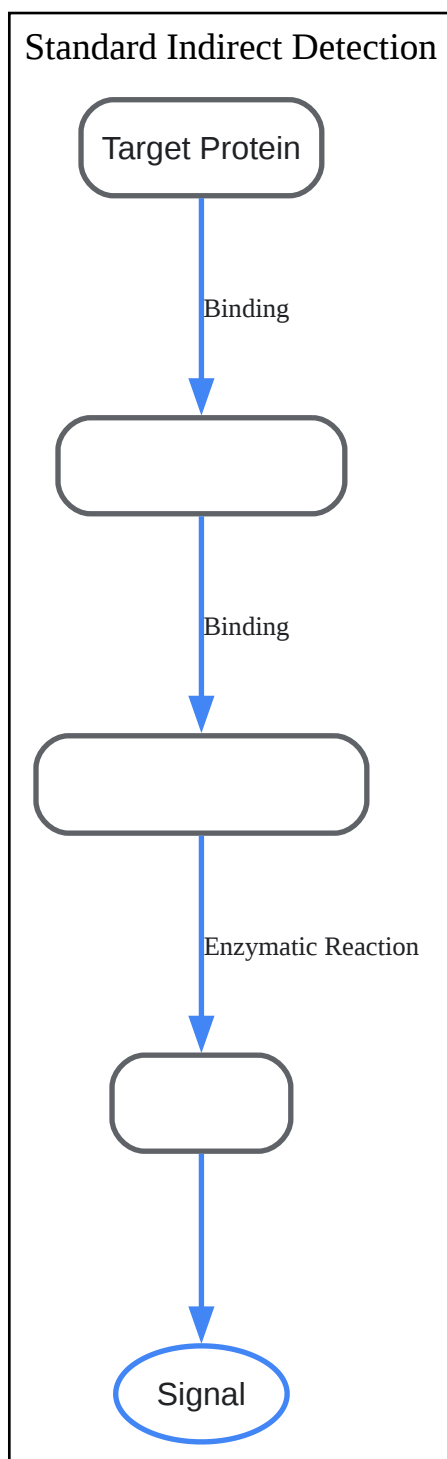 Standard Indirect Detection
Target Protein
Binding
Binding
Enzymatic Reaction
Signal